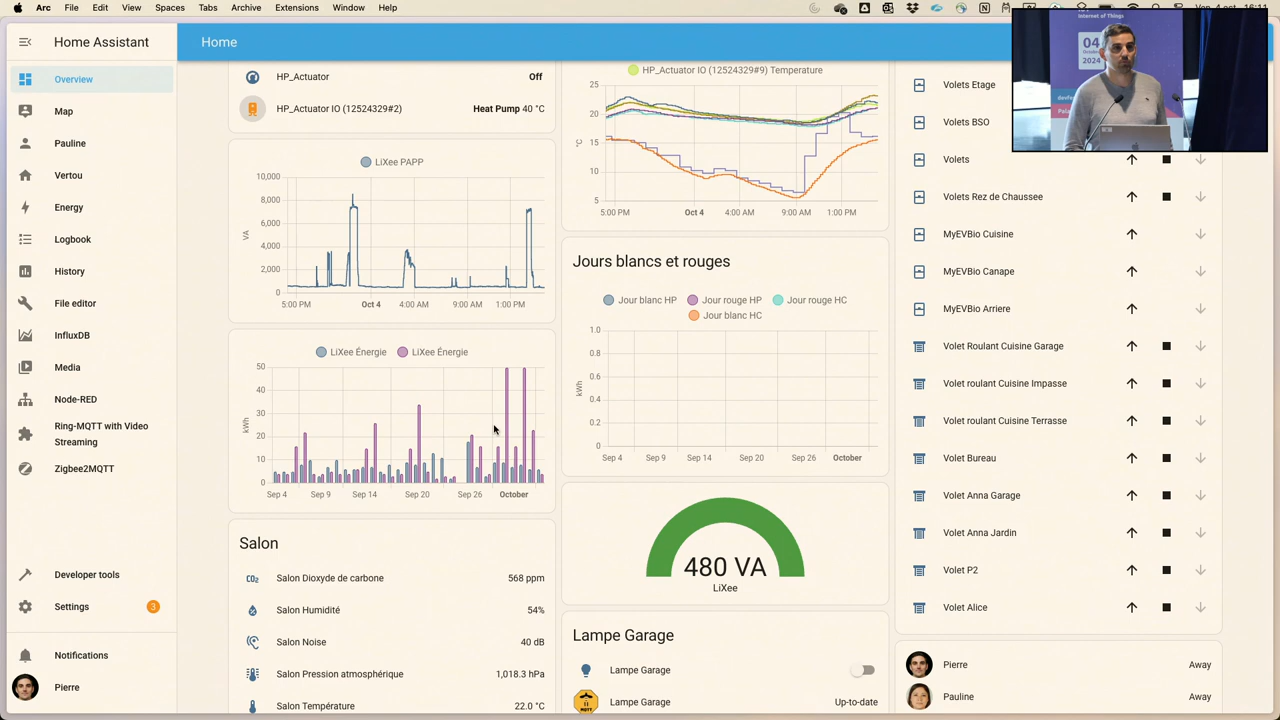 Arc File Edit View Spaces Tabs Archive Extensions Window Help
Home Assistant
Overview
Map
Pauline
Vertou
Energy
Logbook
History
File editor
InfluxDB
Media
Node-RED
Ring-MQTT with Video
Streaming
Zigbee2MQTT
Developer tools
Settings 3
Notifications
Pierre
Home
HP_Actuator Off
HP_Actuator IO (12524329#2) Heat Pump 40 °C
LiXee PAPP
10,000
8,000
6,000
4,000
2,000
0
VA
5:00 PM Oct 4 4:00 AM 9:00 AM 1:00 PM
LiXee Énergie LiXee Énergie
50
40
30
20
10
0
kWh
Sep 4 Sep 9 Sep 14 Sep 20 Sep 26 October
Salon
CO2 Salon Dioxyde de carbone 568 ppm
Salon Humidité 54%
Salon Noise 40 dB
Salon Pression atmosphérique 1,018.3 hPa
Salon Température 22.0 °C
HP_Actuator IO (12524329#9) Temperature
25
20
15
10
5
°C
5:00 PM Oct 4 4:00 AM 9:00 AM 1:00 PM
Jours blancs et rouges
Jour blanc HP Jour rouge HP Jour rouge HC
Jour blanc HC
1.0
0.8
0.6
0.4
0.2
0
kWh
Sep 4 Sep 9 Sep 14 Sep 20 Sep 26 October
480 VA
LiXee
Lampe Garage
Lampe Garage
Lampe Garage Up-to-date
MQTT
Volets Etage
Volets BSO
Volets
Volets Rez de Chaussee
MyEVBio Cuisine
MyEVBio Canape
MyEVBio Arriere
Volet Roulant Cuisine Garage
Volet roulant Cuisine Impasse
Volet roulant Cuisine Terrasse
Volet Bureau
Volet Anna Garage
Volet Anna Jardin
Volet P2
Volet Alice
Pierre Away
Pauline Away
Internet of Things
04
2024